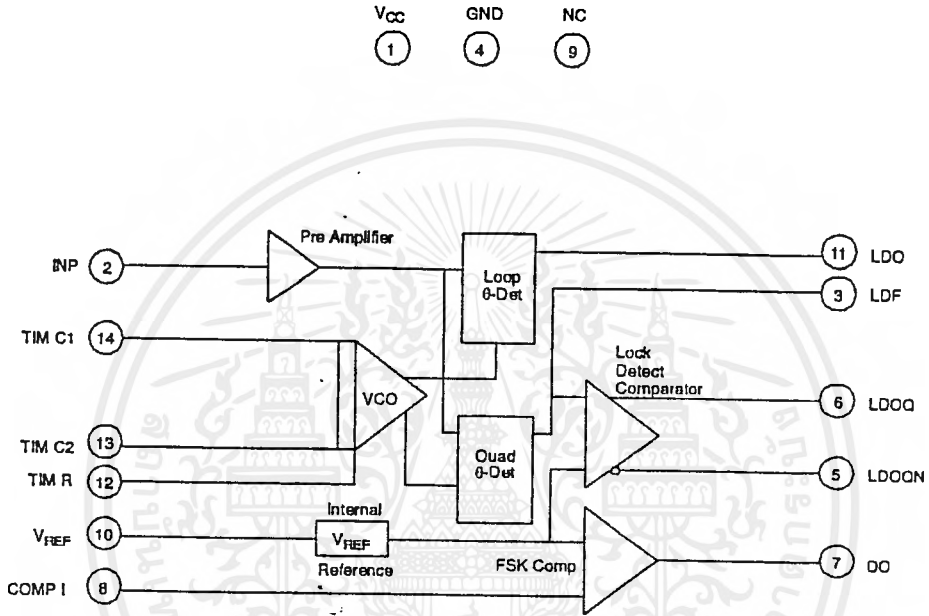 VCC GND NC
1 4 9
Pre Amplifier
INP 2
Loop
θ-Det
11 LDO
3 LDF
TIM C1 14
VCO
Lock
Detect
Comparator
6 LDOQ
TIM C2 13
Quad
θ-Det
5 LDOQN
TIM R 12
Internal
VREF 10
VREF
Reference
FSK Comp
7 DO
COMP I 8